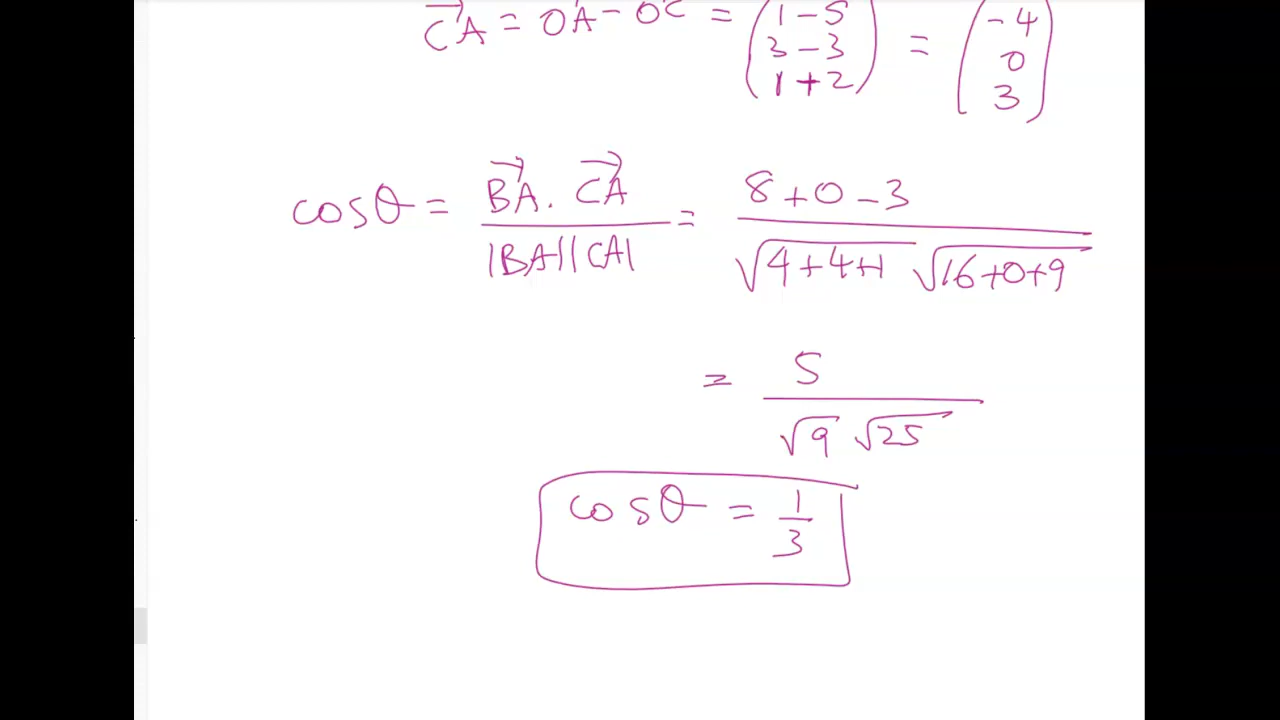 CA = OA - OC = (1-5 3-3 1+2) = (-4 0 3)
cosθ = BA . CA / |BA||CA| = 8+0-3 / √4+4+1 √16+0+9
= 5 / √9 √25
cosθ = 1/3